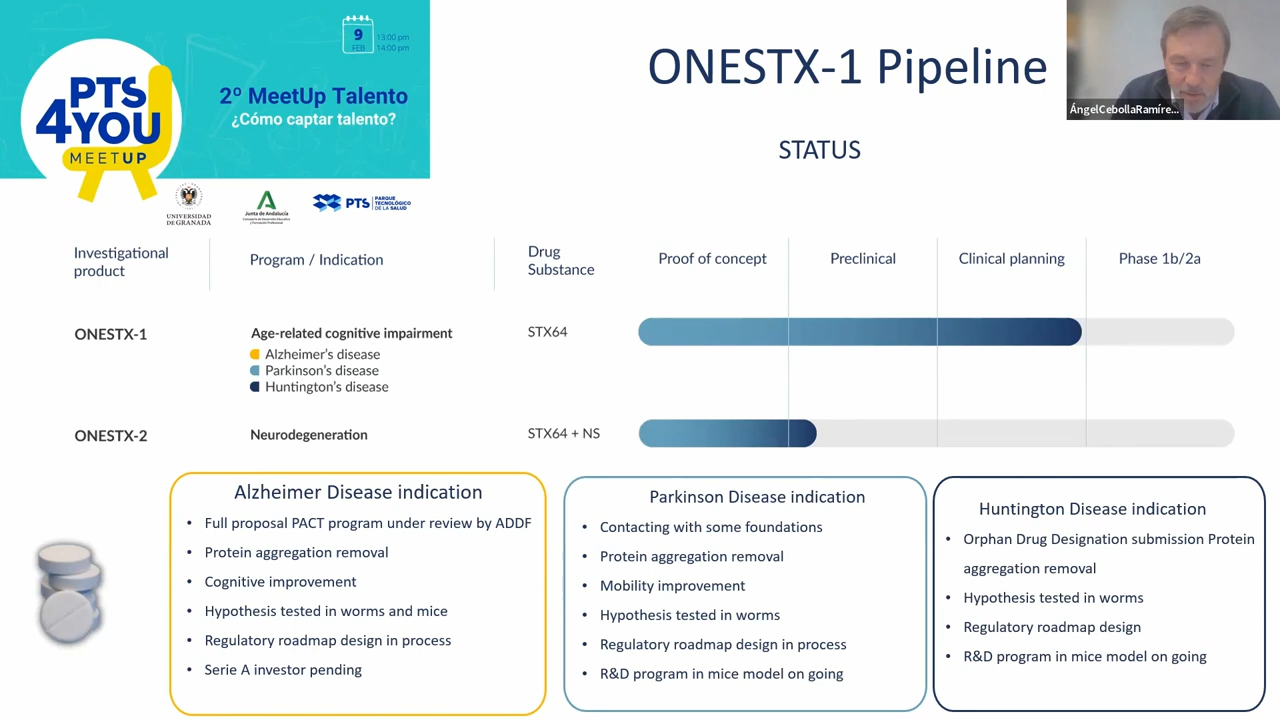 9
FEB
13:00 pm
14:00 pm
PTS
4YOU
MEETUP
2º MeetUp Talento
¿Cómo captar talento?
UNIVERSIDAD
DE GRANADA
Junta de Andalucía
PTS
PARQUE
TECNOLÓGICO
DE LA SALUD
ONESTX-1 Pipeline
ÁngelCebollaRamíre...
STATUS
Investigational
product
Program / Indication
Drug
Substance
Proof of concept
Preclinical
Clinical planning
Phase 1b/2a
ONESTX-1
Age-related cognitive impairment
STX64
Alzheimer's disease
Parkinson's disease
Huntington's disease
ONESTX-2
Neurodegeneration
STX64 + NS
Alzheimer Disease indication
• Full proposal PACT program under review by ADDF
• Protein aggregation removal
• Cognitive improvement
• Hypothesis tested in worms and mice
• Regulatory roadmap design in process
• Serie A investor pending
Parkinson Disease indication
• Contacting with some foundations
• Protein aggregation removal
• Mobility improvement
• Hypothesis tested in worms
• Regulatory roadmap design in process
• R&D program in mice model on going
Huntington Disease indication
• Orphan Drug Designation submission Protein
aggregation removal
• Hypothesis tested in worms
• Regulatory roadmap design
• R&D program in mice model on going